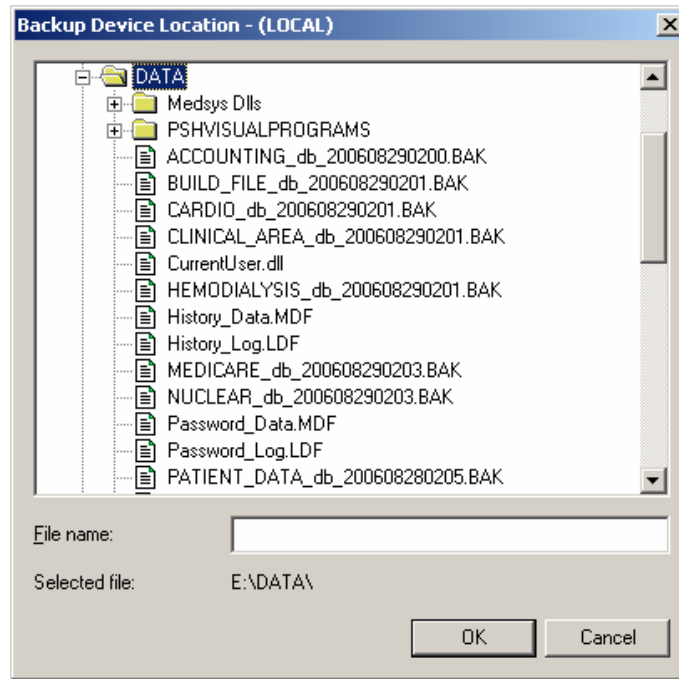 Backup Device Location - (LOCAL)
DATA
Medsys Dlls
PSHVISUALPROGRAMS
ACCOUNTING_db_200608290200.BAK
BUILD_FILE_db_200608290201.BAK
CARDIO_db_200608290201.BAK
CLINICAL_AREA_db_200608290201.BAK
CurrentUser.dll
HEMODIALYSIS_db_200608290201.BAK
History_Data.MDF
History_Log.LDF
MEDICARE_db_200608290203.BAK
NUCLEAR_db_200608290203.BAK
Password_Data.MDF
Password_Log.LDF
PATIENT_DATA_db_200608280205.BAK
File name:
Selected file: E:\DATA\
OK Cancel